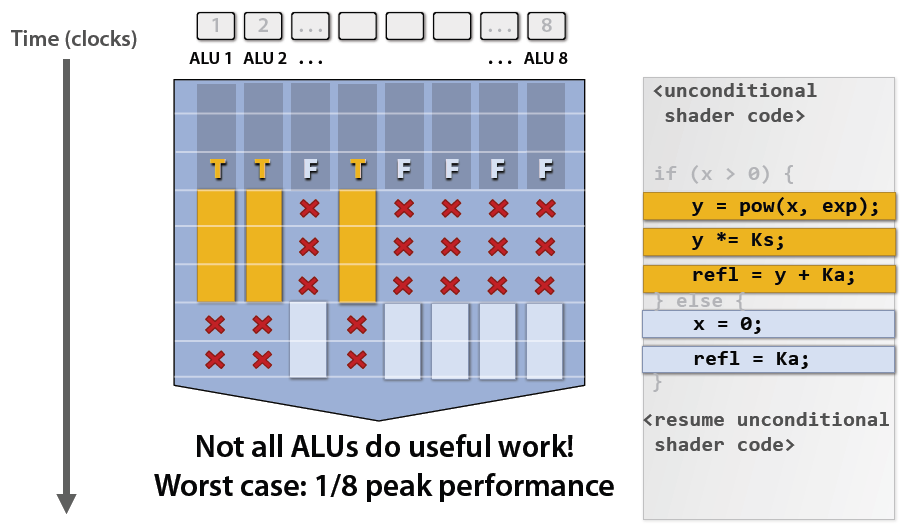 1 2 ... ... 8
Time (clocks)
ALU 1 ALU 2 ... ... ALU 8
<unconditional
shader code>
T T F T F F F F
if (x > 0) {
y = pow(x, exp);
y *= Ks;
refl = y + Ka;
} else {
x = 0;
refl = Ka;
}
<resume unconditional
shader code>
Not all ALUs do useful work!
Worst case: 1/8 peak performance